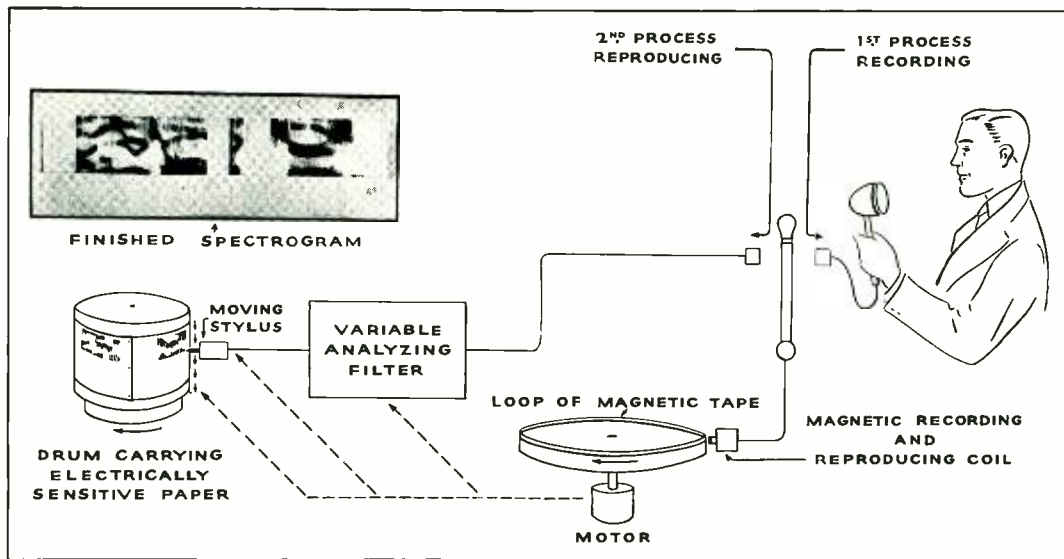 2ND PROCESS
REPRODUCING
1ST PROCESS
RECORDING
FINISHED SPECTROGRAM
MOVING
STYLUS
VARIABLE
ANALYZING
FILTER
LOOP OF MAGNETIC TAPE
MAGNETIC RECORDING
AND
REPRODUCING COIL
DRUM CARRYING
ELECTRICALLY
SENSITIVE PAPER
MOTOR